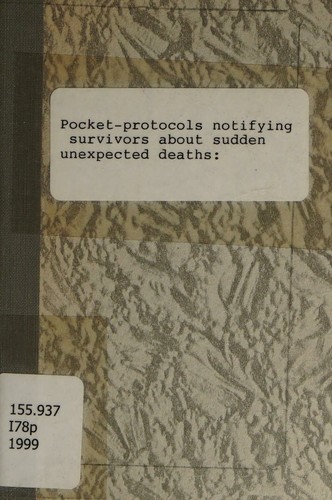 Pocket-protocols notifying
survivors about sudden
unexpected deaths:
155.937
I78p
1999